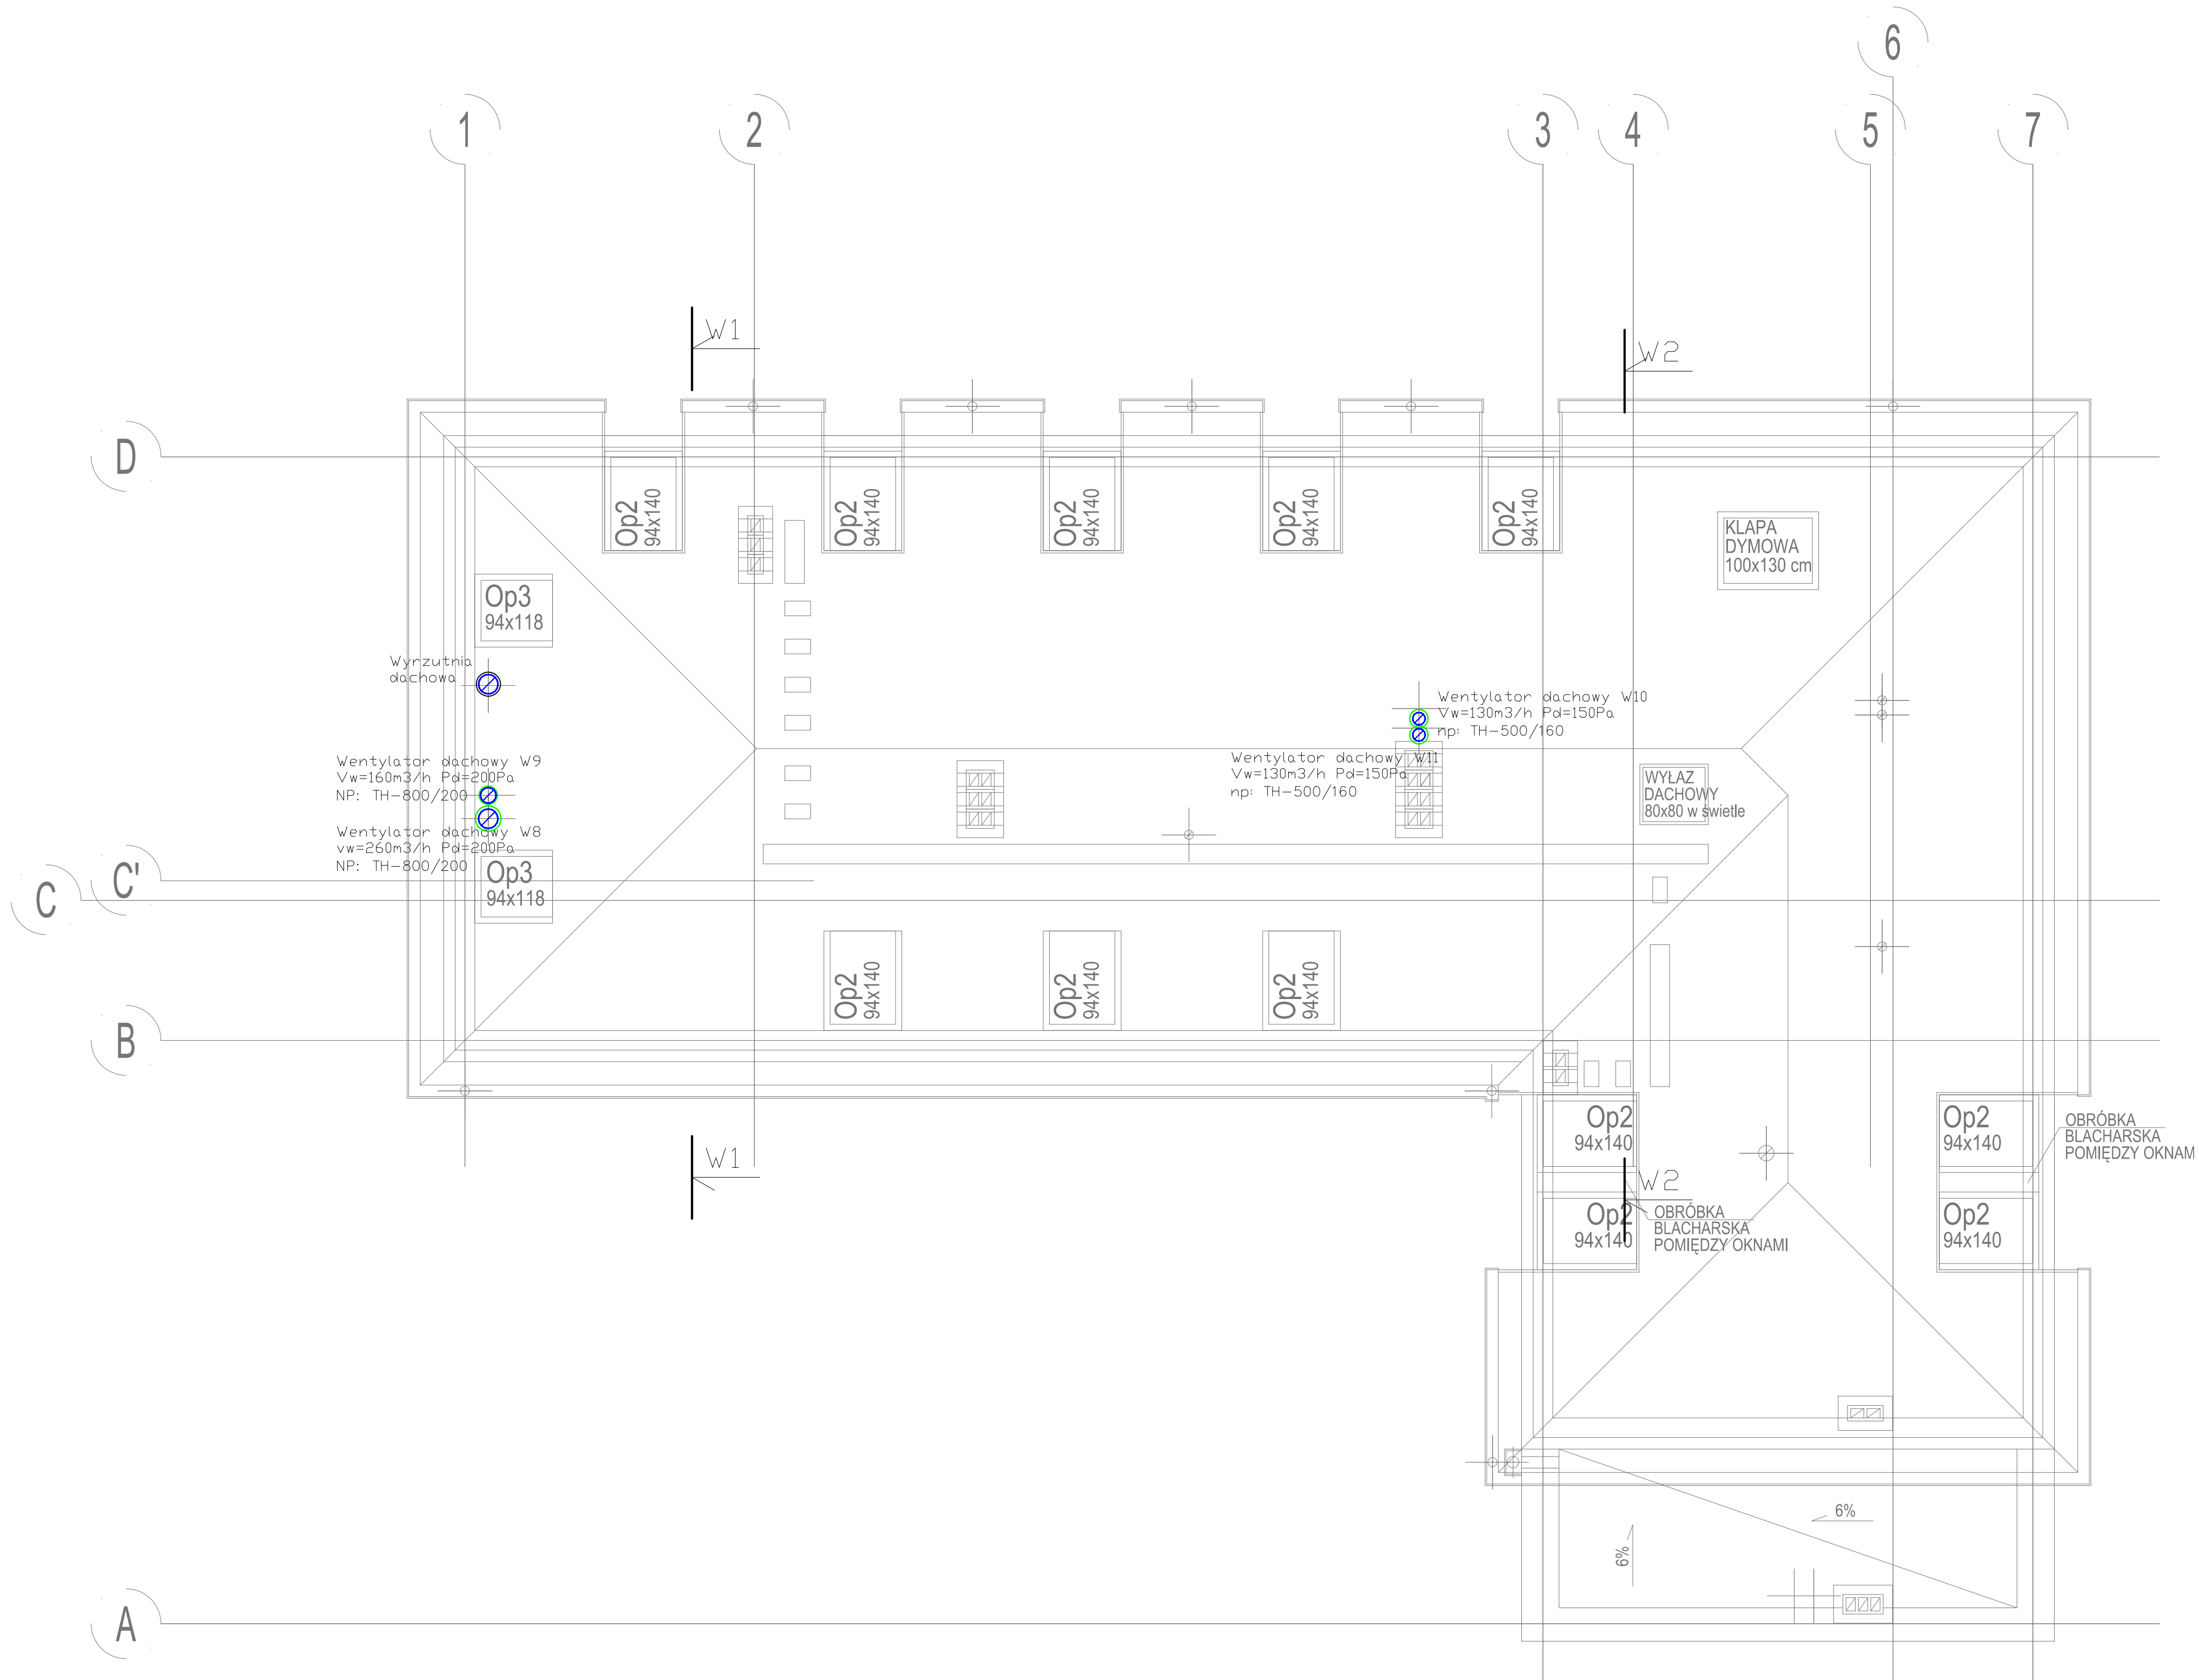 6
1
2
3
4
5
7
W1
W2
D
Op2
94x140
Op2
94x140
Op2
94x140
Op2
94x140
Op2
94x140
KLAPA
DYMOWA
100x130 cm
Op3
94x118
Wyrzutnia
dachowa
Wentylator dachowy W10
Vw=130m3/h Pd=150Pa
np: TH-500/160
Wentylator dachowy W11
Vw=130m3/h Pd=150Pa
np: TH-500/160
Wentylator dachowy W9
Vw=160m3/h Pd=200Pa
NP: TH-800/200
WYŁAZ
DACHOWY
80x80 w świetle
Wentylator dachowy W8
vw=260m3/h Pd=200Pa
NP: TH-800/200
Op3
94x118
C'
C
Op2
94x140
Op2
94x140
Op2
94x140
B
Op2
94x140
Op2
94x140
OBRÓBKA
BLACHARSKA
POMIĘDZY OKNAM
W1
W2
Op2
94x140
OBRÓBKA
BLACHARSKA
POMIĘDZY OKNAMI
Op2
94x140
6%
6%
A